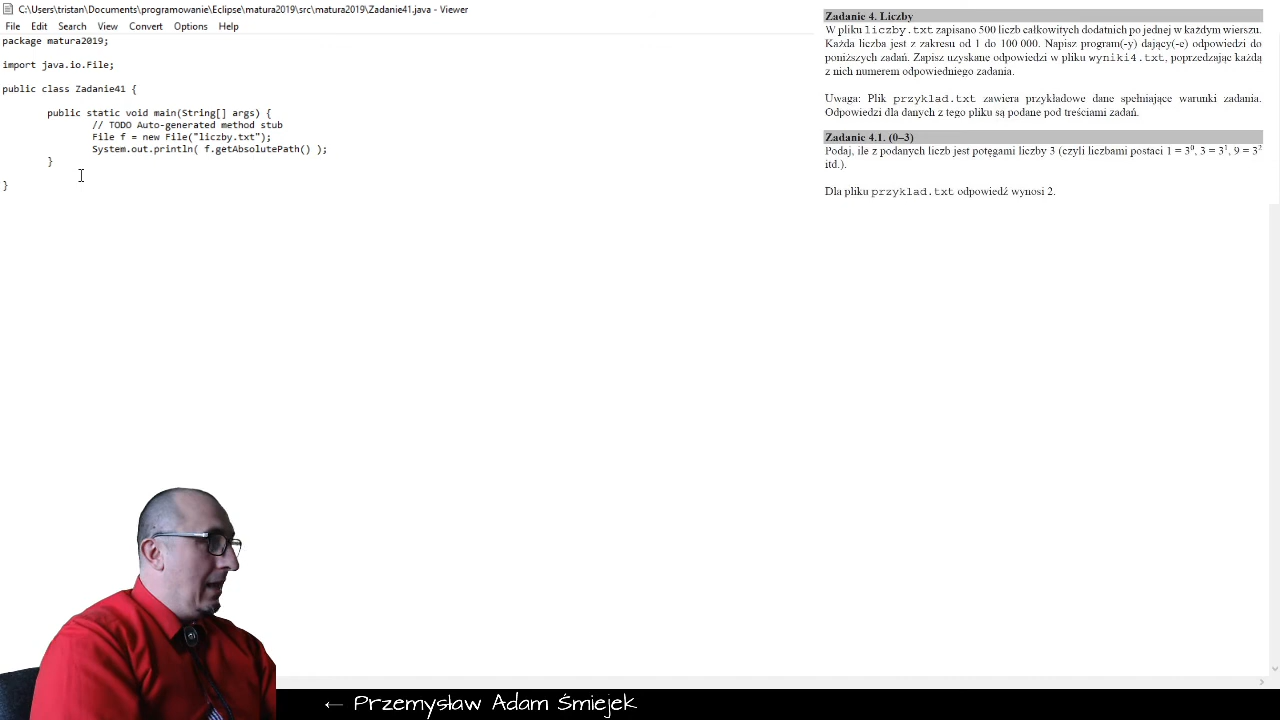 C:\Users\tristan\Documents\programowanie\Eclipse\matura2019\src\matura2019\Zadanie41.java - Viewer
File Edit Search View Convert Options Help
package matura2019;
import java.io.File;
public class Zadanie41 {
public static void main(String[] args) {
// TODO Auto-generated method stub
File f = new File("liczby.txt");
System.out.println( f.getAbsolutePath() );
}
}
Zadanie 4. Liczby
W pliku liczby.txt zapisano 500 liczb całkowitych dodatnich po jednej w każdym wierszu.
Każda liczba jest z zakresu od 1 do 100 000. Napisz program(-y) dający(-e) odpowiedzi do
poniższych zadań. Zapisz uzyskane odpowiedzi w pliku wyniki4.txt, poprzedzając każdą
z nich numerem odpowiedniego zadania.
Uwaga: Plik przyklad.txt zawiera przykładowe dane spełniające warunki zadania.
Odpowiedzi dla danych z tego pliku są podane pod treściami zadań.
Zadanie 4.1. (0–3)
Podaj, ile z podanych liczb jest potęgami liczby 3 (czyli liczbami postaci 1 = 3⁰, 3 = 3¹, 9 = 3²
itd.).
Dla pliku przyklad.txt odpowiedź wynosi 2.
← Przemysław Adam Śmiejek